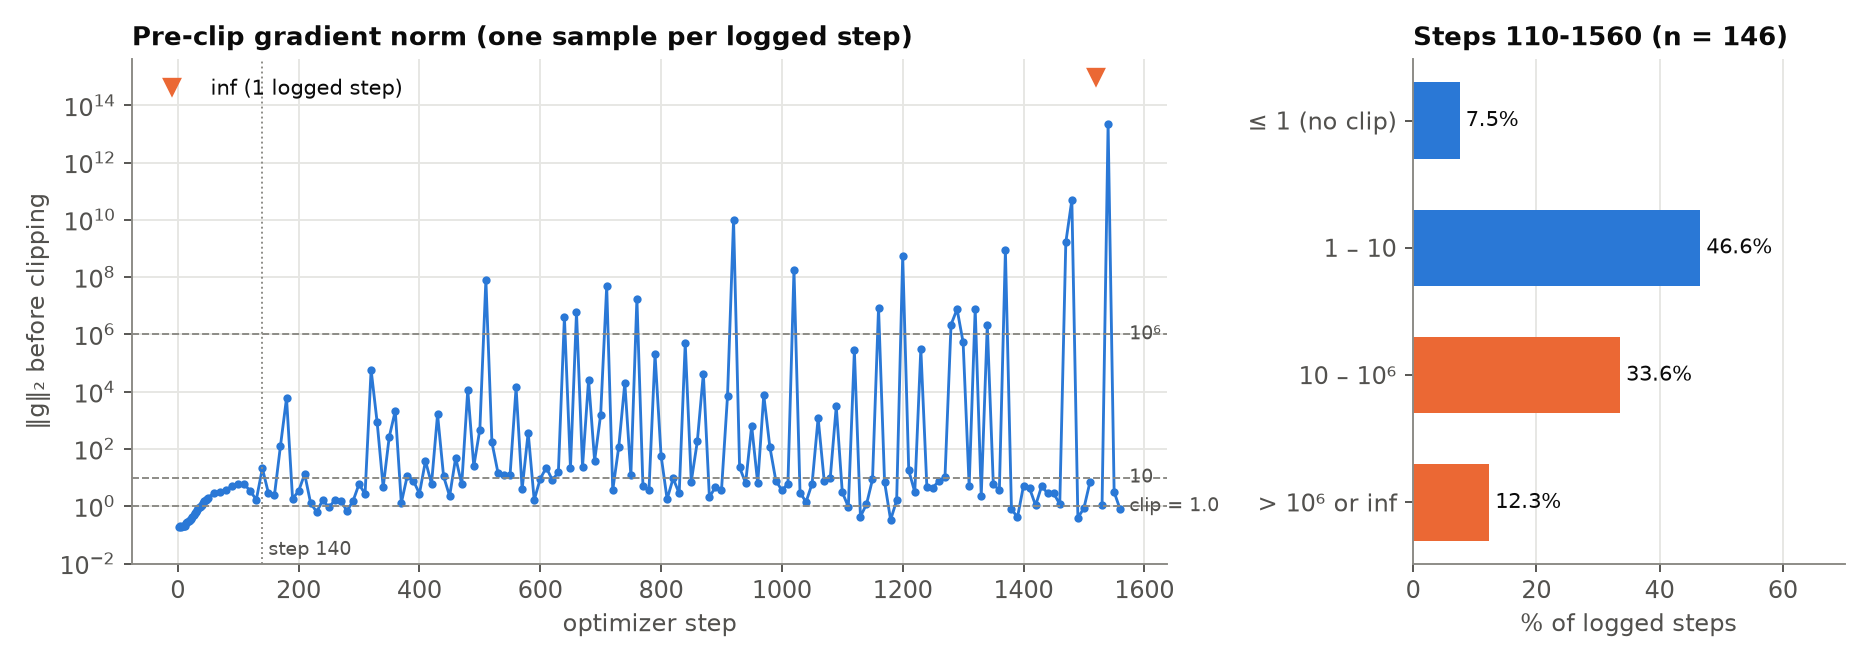 Pre-clip gradient norm (one sample per logged step)
inf (1 logged step)
10¹⁴
10¹²
10¹⁰
10⁸
10⁶
10⁴
10²
10⁰
10⁻²
‖g‖₂ before clipping
10⁶
10
clip = 1.0
step 140
0 200 400 600 800 1000 1200 1400 1600
optimizer step
Steps 110-1560 (n = 146)
≤ 1 (no clip) 7.5%
1 – 10 46.6%
10 – 10⁶ 33.6%
> 10⁶ or inf 12.3%
0 20 40 60
% of logged steps